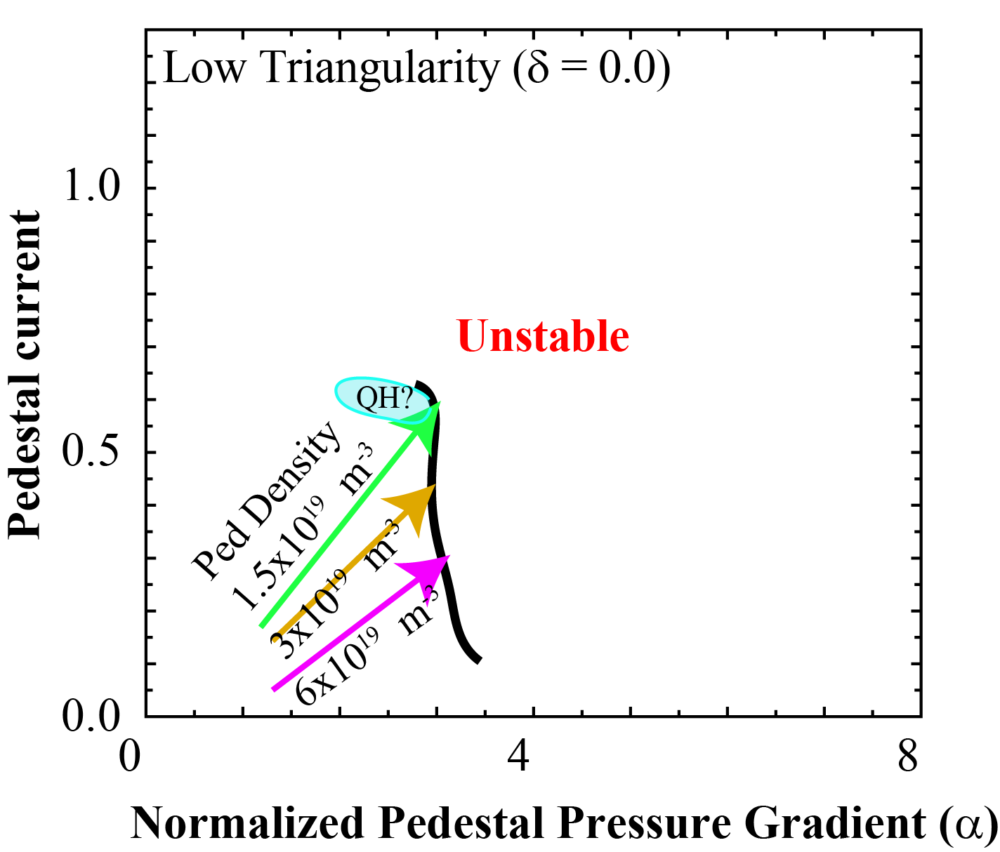 Low Triangularity (δ = 0.0)
1.0
Pedestal current
Unstable
QH?
0.5
Ped Density
1.5x10¹⁹ m⁻³
3x10¹⁹ m⁻³
6x10¹⁹ m⁻³
0.0
0 4 8
Normalized Pedestal Pressure Gradient (α)